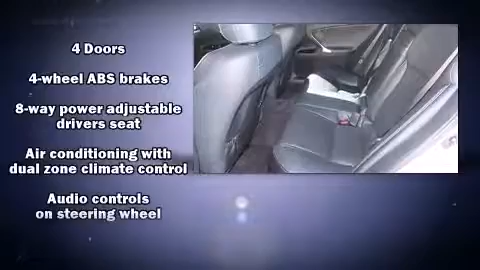 4 Doors
4-wheel ABS brakes
8-way power adjustable
drivers seat
Air conditioning with
dual zone climate control
Audio controls
on steering wheel